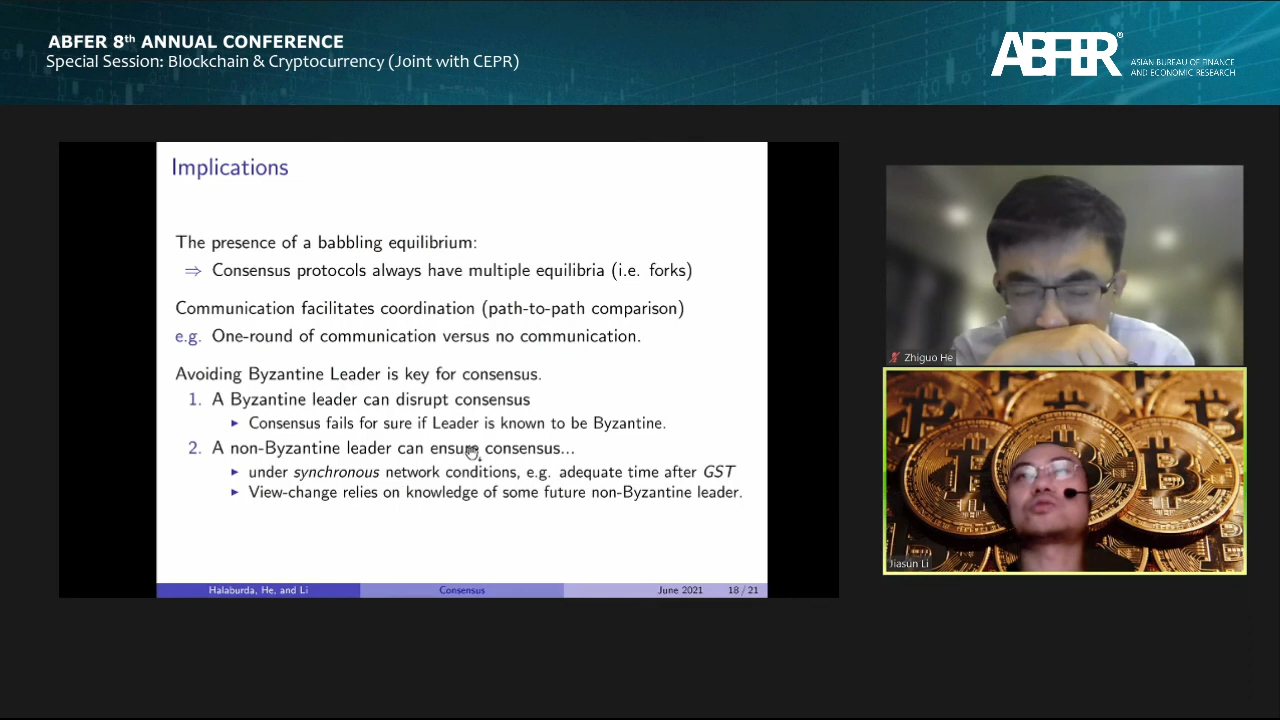 ABFER 8th ANNUAL CONFERENCE
Special Session: Blockchain & Cryptocurrency (Joint with CEPR)
ABFER®
ASIAN BUREAU OF FINANCE
AND ECONOMIC RESEARCH
Implications
The presence of a babbling equilibrium:
⇒ Consensus protocols always have multiple equilibria (i.e. forks)
Communication facilitates coordination (path-to-path comparison)
e.g. One-round of communication versus no communication.
Avoiding Byzantine Leader is key for consensus.
1. A Byzantine leader can disrupt consensus
▶ Consensus fails for sure if Leader is known to be Byzantine.
2. A non-Byzantine leader can ensure consensus...
▶ under synchronous network conditions, e.g. adequate time after GST
▶ View-change relies on knowledge of some future non-Byzantine leader.
Halaburda, He, and Li Consensus June 2021 18 / 21
Zhiguo He
Jiasun Li